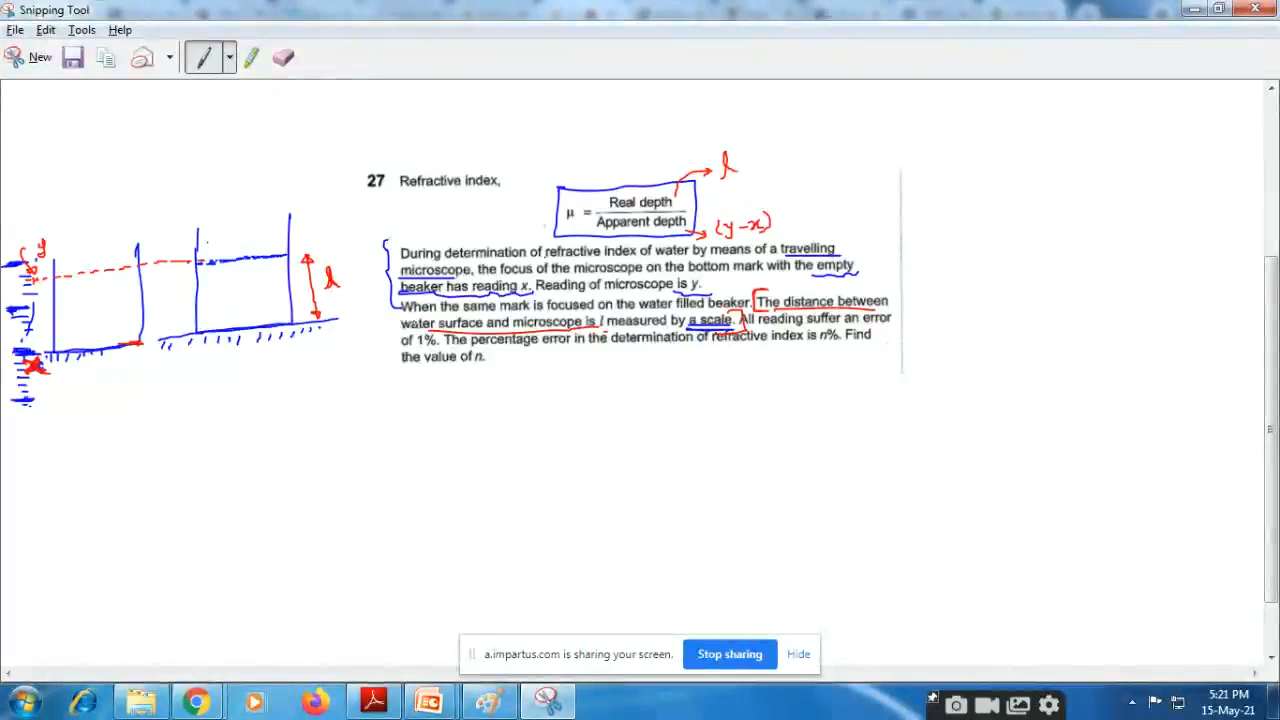 Snipping Tool
File Edit Tools Help
New
l
27 Refractive index,
μ = Real depth
Apparent depth
(y-x)
During determination of refractive index of water by means of a travelling
microscope, the focus of the microscope on the bottom mark with the empty
beaker has reading x. Reading of microscope is y.
When the same mark is focused on the water filled beaker. The distance between
water surface and microscope is l measured by a scale. All reading suffer an error
of 1%. The percentage error in the determination of refractive index is n%. Find
the value of n.
y
l
x
a.impartus.com is sharing your screen.
Stop sharing
Hide
5:21 PM
15-May-21